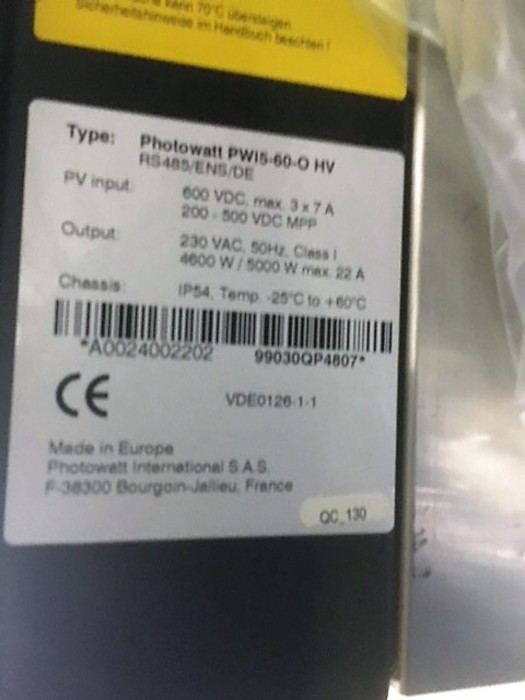 kann 70°C übersteigen
Sicherheitshinweise im Handbuch beachten!
Type: Photowatt PWI5-60-O HV
RS485/ENS/DE
PV input: 600 VDC, max. 3 x 7 A
200 - 500 VDC MPP
Output: 230 VAC, 50Hz, Class I
4600 W / 5000 W max. 22 A
Chassis: IP54, Temp. -25°C to +60°C
*A0024002202 99030QP4807*
CE VDE0126-1-1
Made in Europe
Photowatt International S.A.S.
F-38300 Bourgoin-Jallieu, France
QC_130